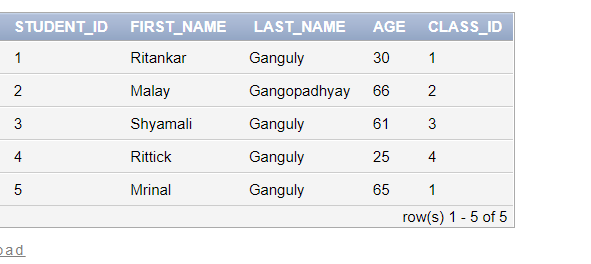 STUDENT_ID FIRST_NAME LAST_NAME AGE CLASS_ID
1 Ritankar Ganguly 30 1
2 Malay Gangopadhyay 66 2
3 Shyamali Ganguly 61 3
4 Rittick Ganguly 25 4
5 Mrinal Ganguly 65 1
row(s) 1 - 5 of 5
oad